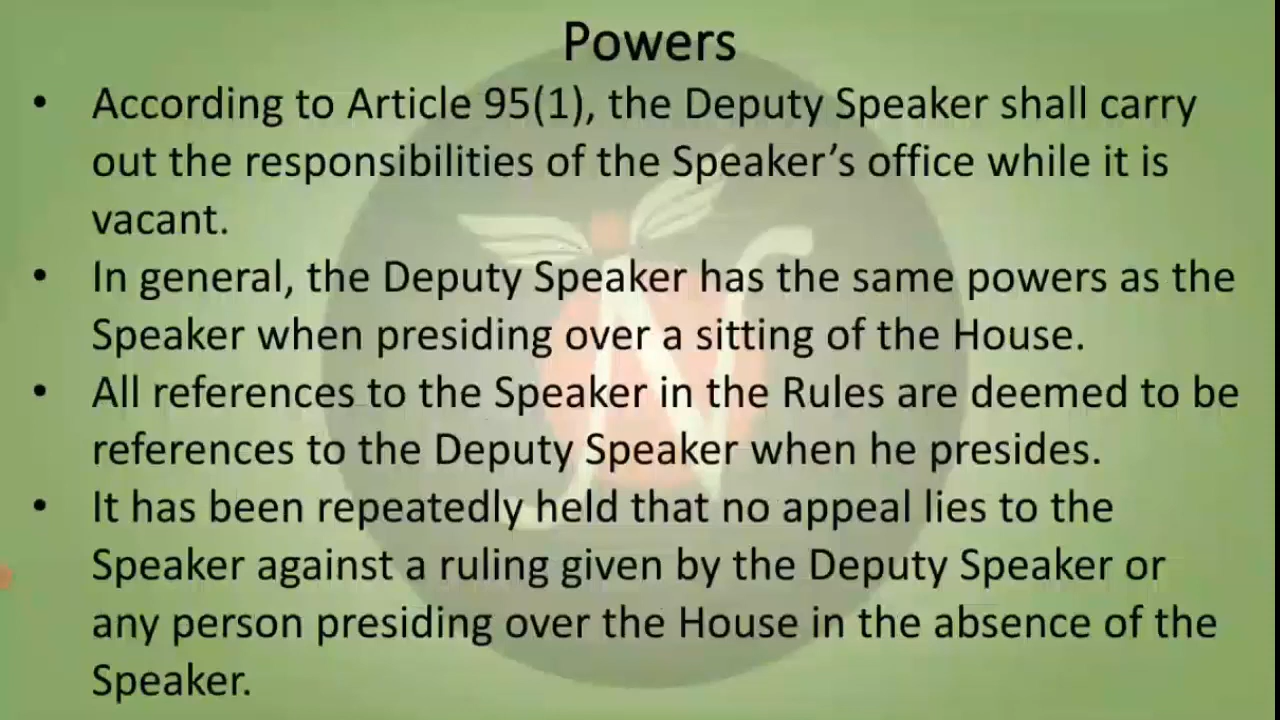 Powers
• According to Article 95(1), the Deputy Speaker shall carry
out the responsibilities of the Speaker’s office while it is
vacant.
• In general, the Deputy Speaker has the same powers as the
Speaker when presiding over a sitting of the House.
• All references to the Speaker in the Rules are deemed to be
references to the Deputy Speaker when he presides.
• It has been repeatedly held that no appeal lies to the
Speaker against a ruling given by the Deputy Speaker or
any person presiding over the House in the absence of the
Speaker.